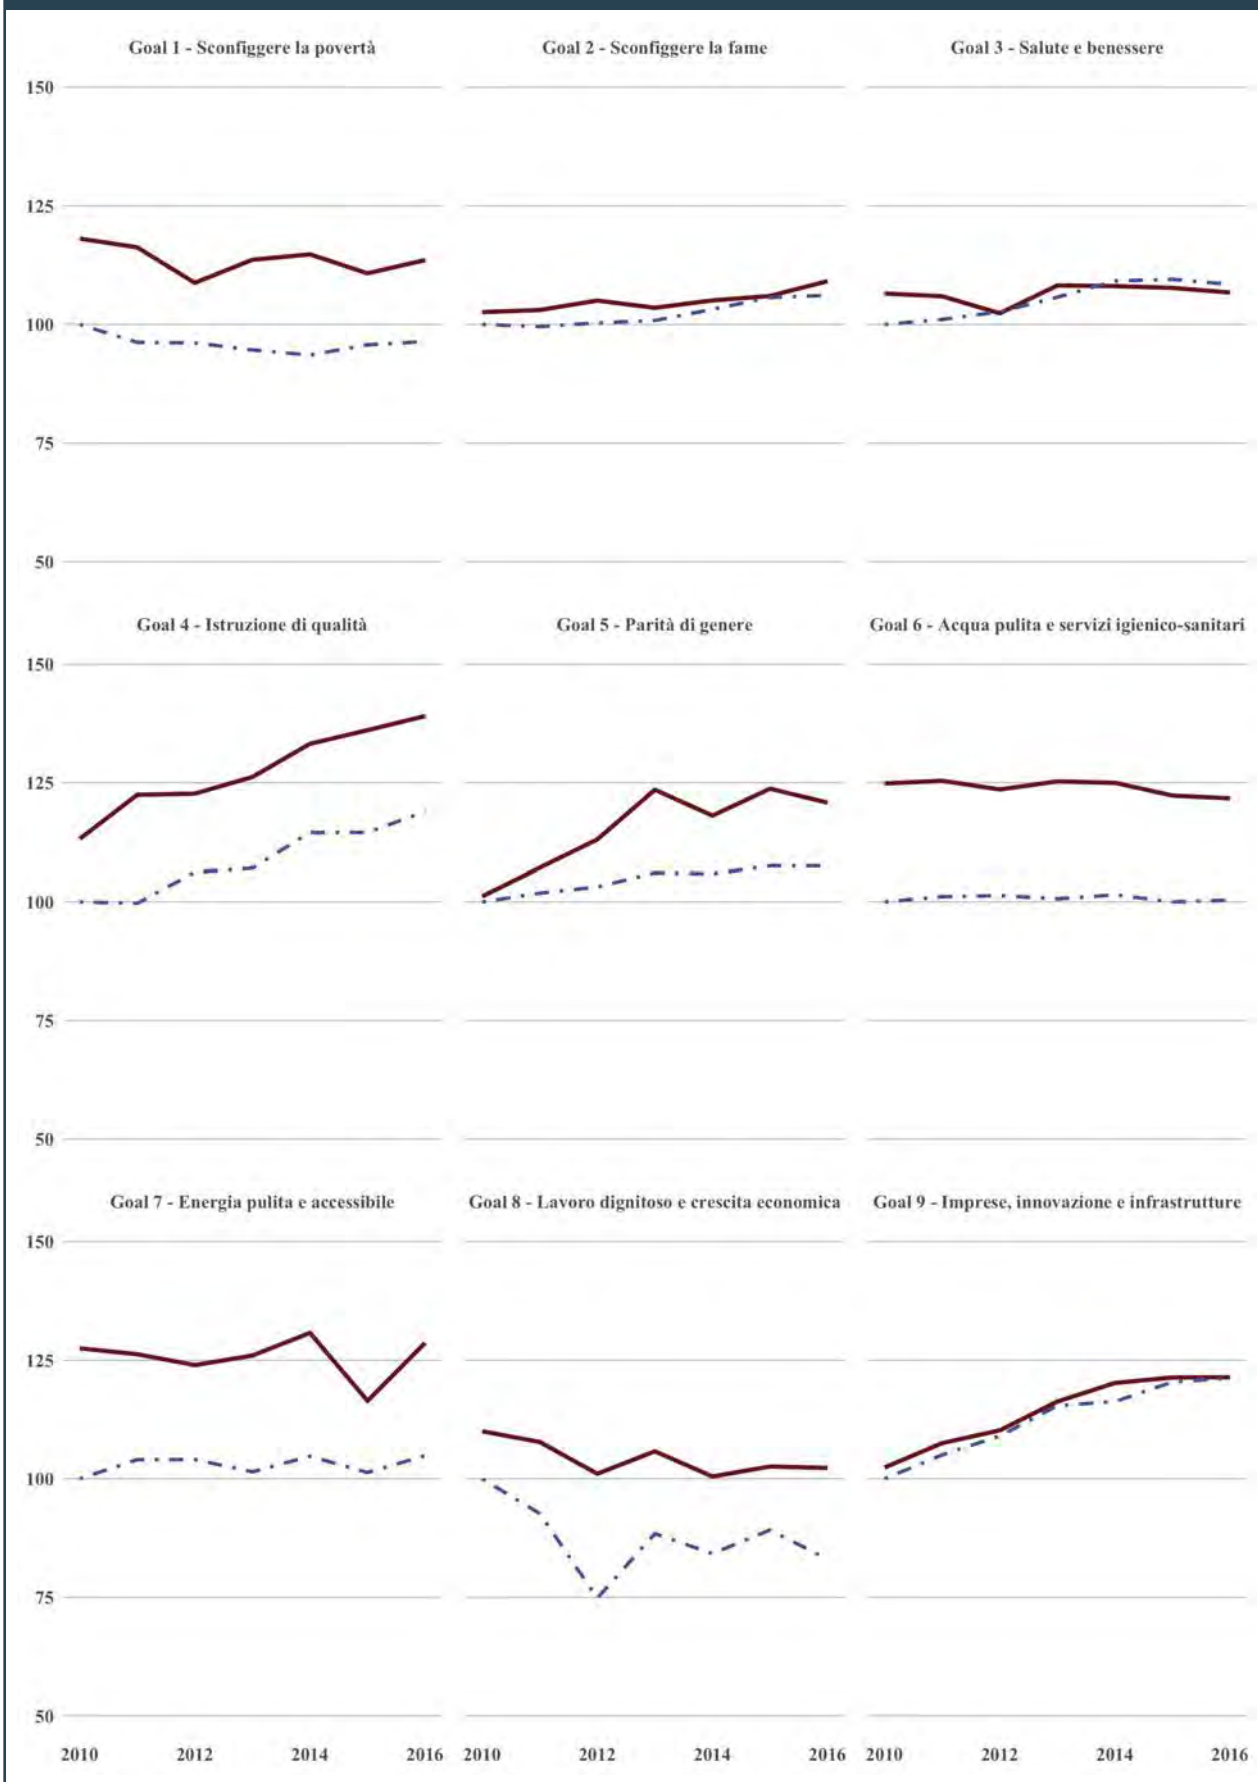 Goal 1 - Sconfiggere la povertà
Goal 2 - Sconfiggere la fame
Goal 3 - Salute e benessere
150
125
100
75
50
Goal 4 - Istruzione di qualità
Goal 5 - Parità di genere
Goal 6 - Acqua pulita e servizi igienico-sanitari
150
125
100
75
50
Goal 7 - Energia pulita e accessibile
Goal 8 - Lavoro dignitoso e crescita economica
Goal 9 - Imprese, innovazione e infrastrutture
150
125
100
75
50
2010 2012 2014 2016
2010 2012 2014 2016
2010 2012 2014 2016